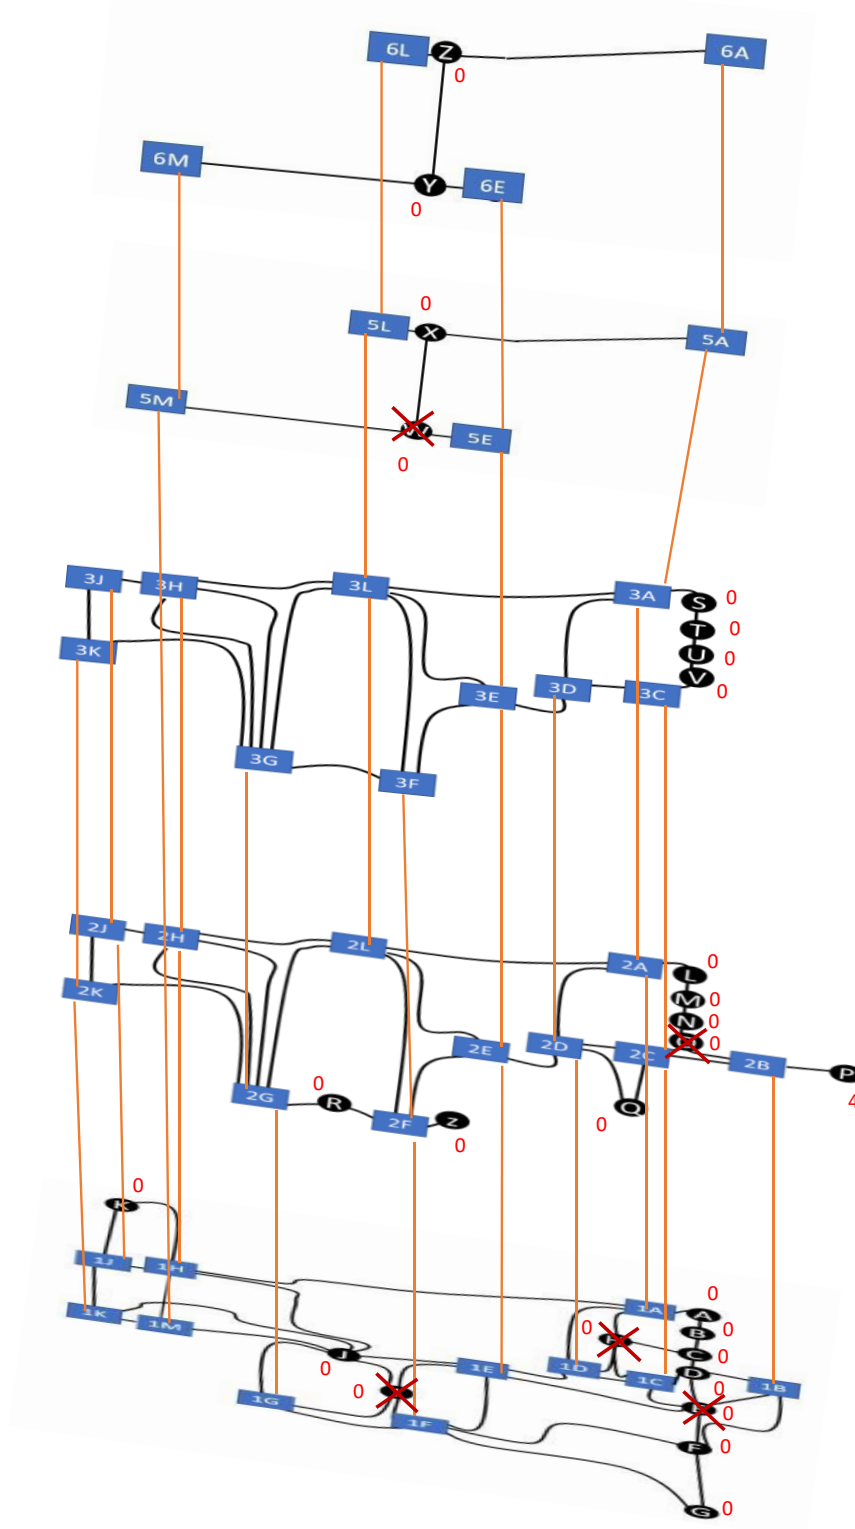 6L Z 6A
0
6M Y 6E
0
0
5L X 5A
5M 5E
0
3J 3H 3L 3A S 0
T 0
3K U 0
3E 3D 3C V 0
3G 3F
2J 2H 2L 2A L 0
M 0
2K N 0
0
2E 2D 2C 2B P
4
0 R Q
2G 2F Z 0
0
0
K
1J 1H
0
1K 1M 1A A
0 B 0
J C 0
0 1E 1D 1C D 1B
0 0
1G 0
1F F 0
G 0